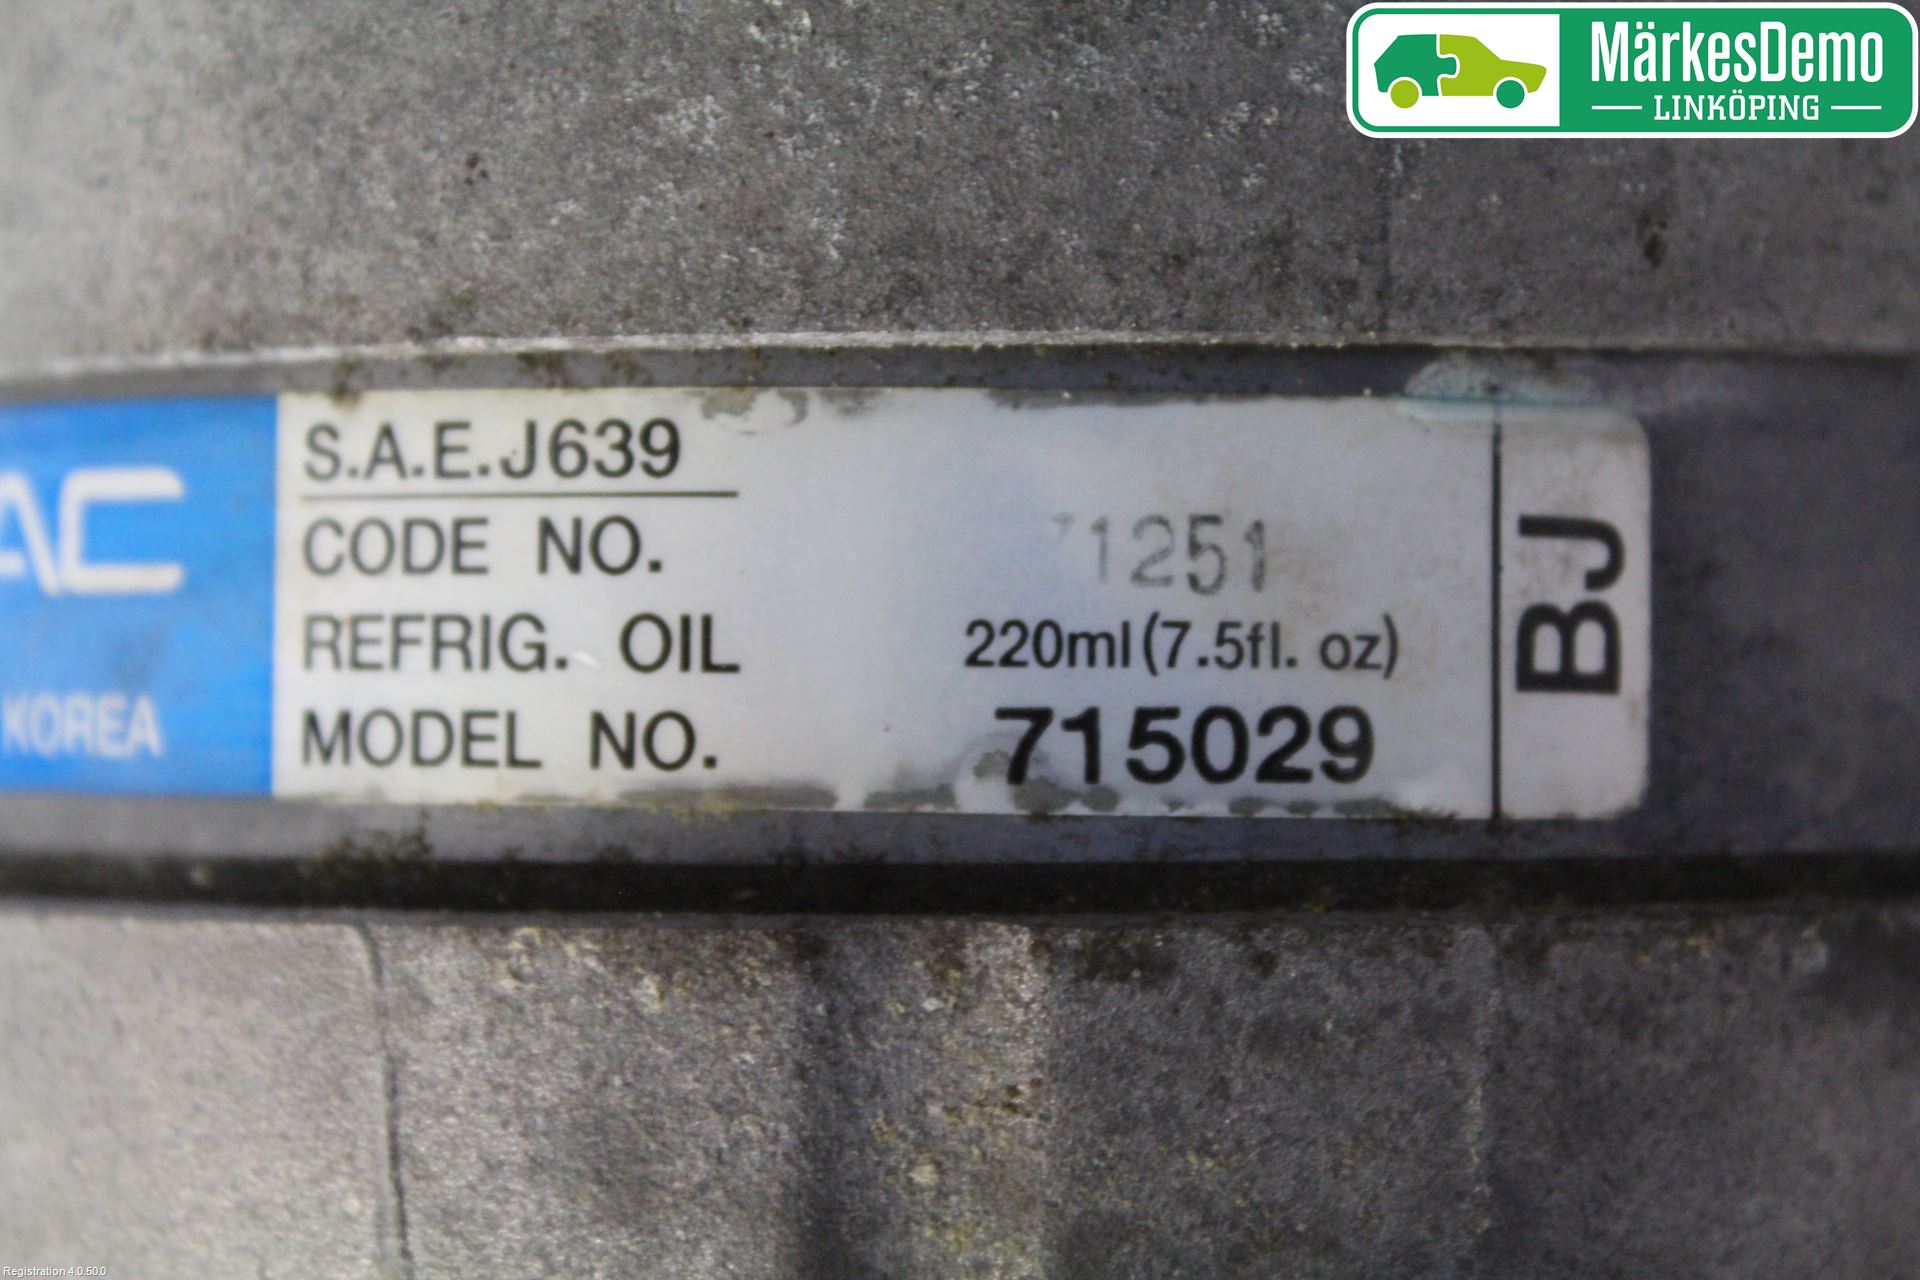 MärkesDemo
LINKÖPING
AC
KOREA
S.A.E.J639
CODE NO. 1251
REFRIG. OIL 220ml(7.5fl. oz)
MODEL NO. 715029
BJ
Registration 4.0.50.0